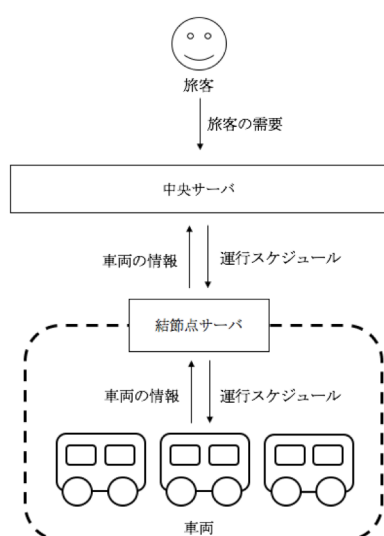 旅客
旅客の需要
中央サーバ
車両の情報
運行スケジュール
結節点サーバ
車両の情報
運行スケジュール
車両